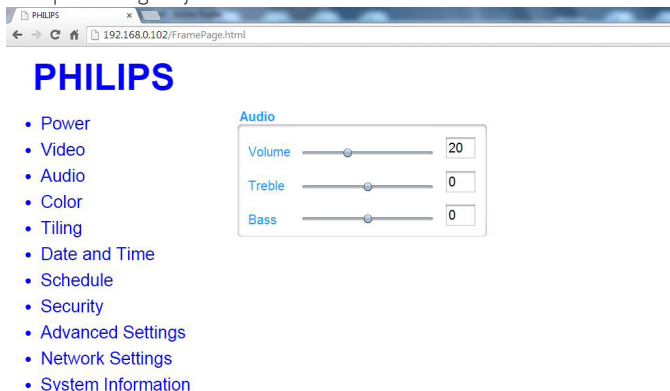 PHILIPS
192.168.0.102/FramePage.html
PHILIPS
• Power
• Video
• Audio
• Color
• Tiling
• Date and Time
• Schedule
• Security
• Advanced Settings
• Network Settings
• System Information
Audio
Volume 20
Treble 0
Bass 0